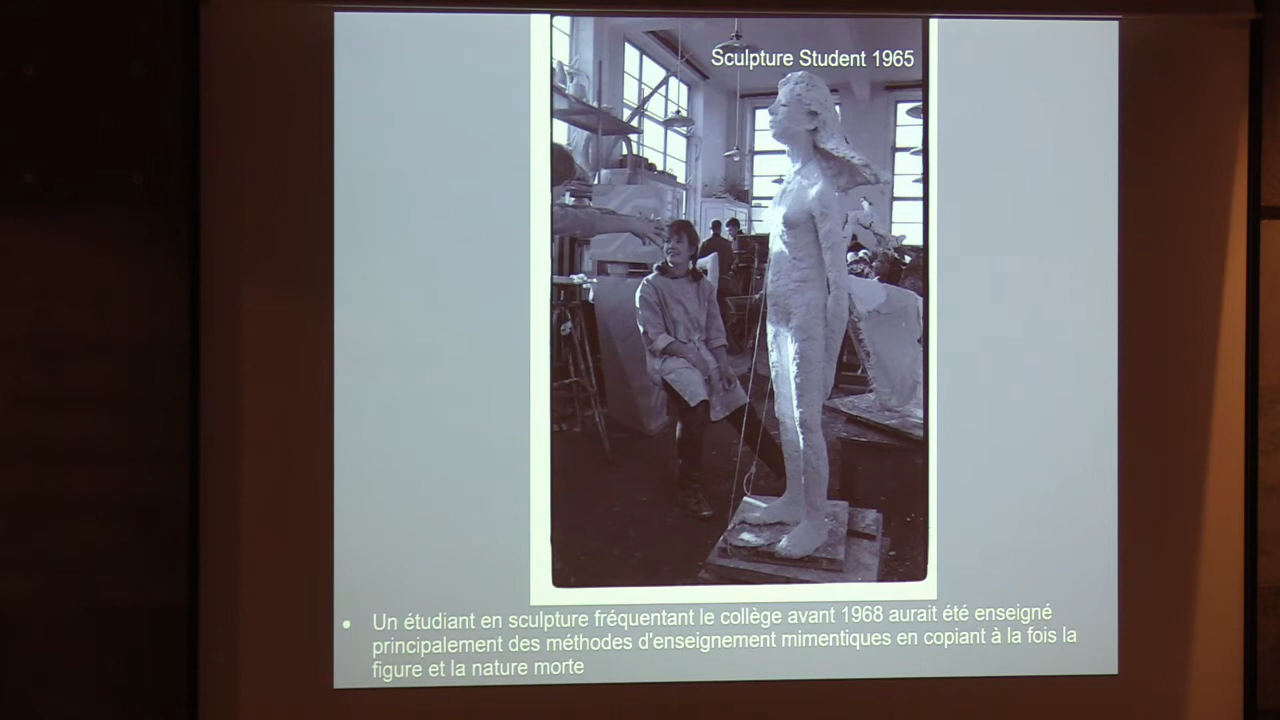 Sculpture Student 1965
• Un étudiant en sculpture fréquentant le collège avant 1968 aurait été enseigné
principalement des méthodes d'enseignement mimentiques en copiant à la fois la
figure et la nature morte